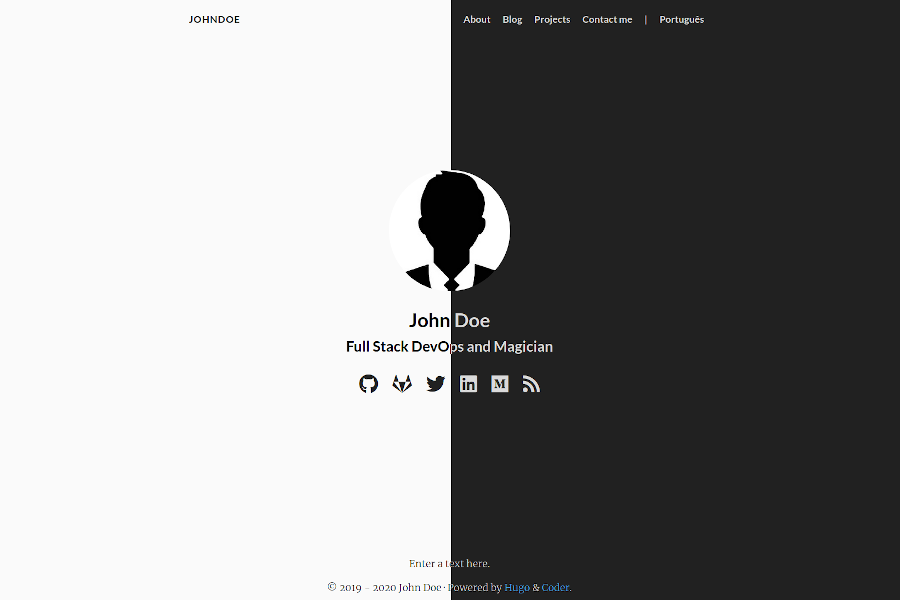 JOHNDOE
About Blog Projects Contact me | Português
John Doe
Full Stack DevOps and Magician
in M
Enter a text here.
© 2019 – 2020 John Doe · Powered by Hugo & Coder.